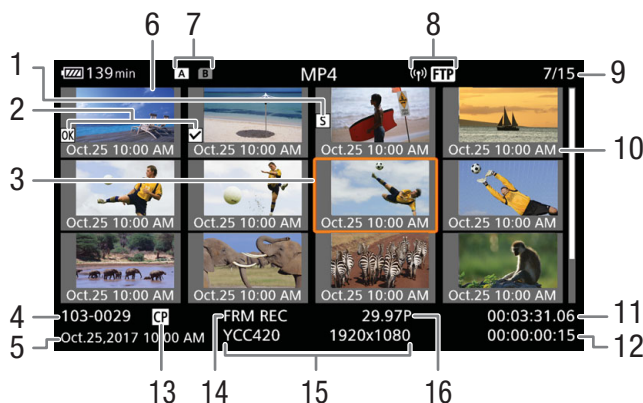 6 7 8
139min A B MP4 FTP 7/15 9
1 S
2 OK
Oct.25 10:00 AM Oct.25 10:00 AM Oct.25 10:00 AM Oct.25 10:00 AM 10
3
Oct.25 10:00 AM Oct.25 10:00 AM Oct.25 10:00 AM Oct.25 10:00 AM
Oct.25 10:00 AM Oct.25 10:00 AM Oct.25 10:00 AM Oct.25 10:00 AM
4 103-0029 CP FRM REC 29.97P 00:03:31.06 11
5 Oct.25,2017 10:00 AM YCC420 1920x1080 00:00:00:15 12
13 14 15 16